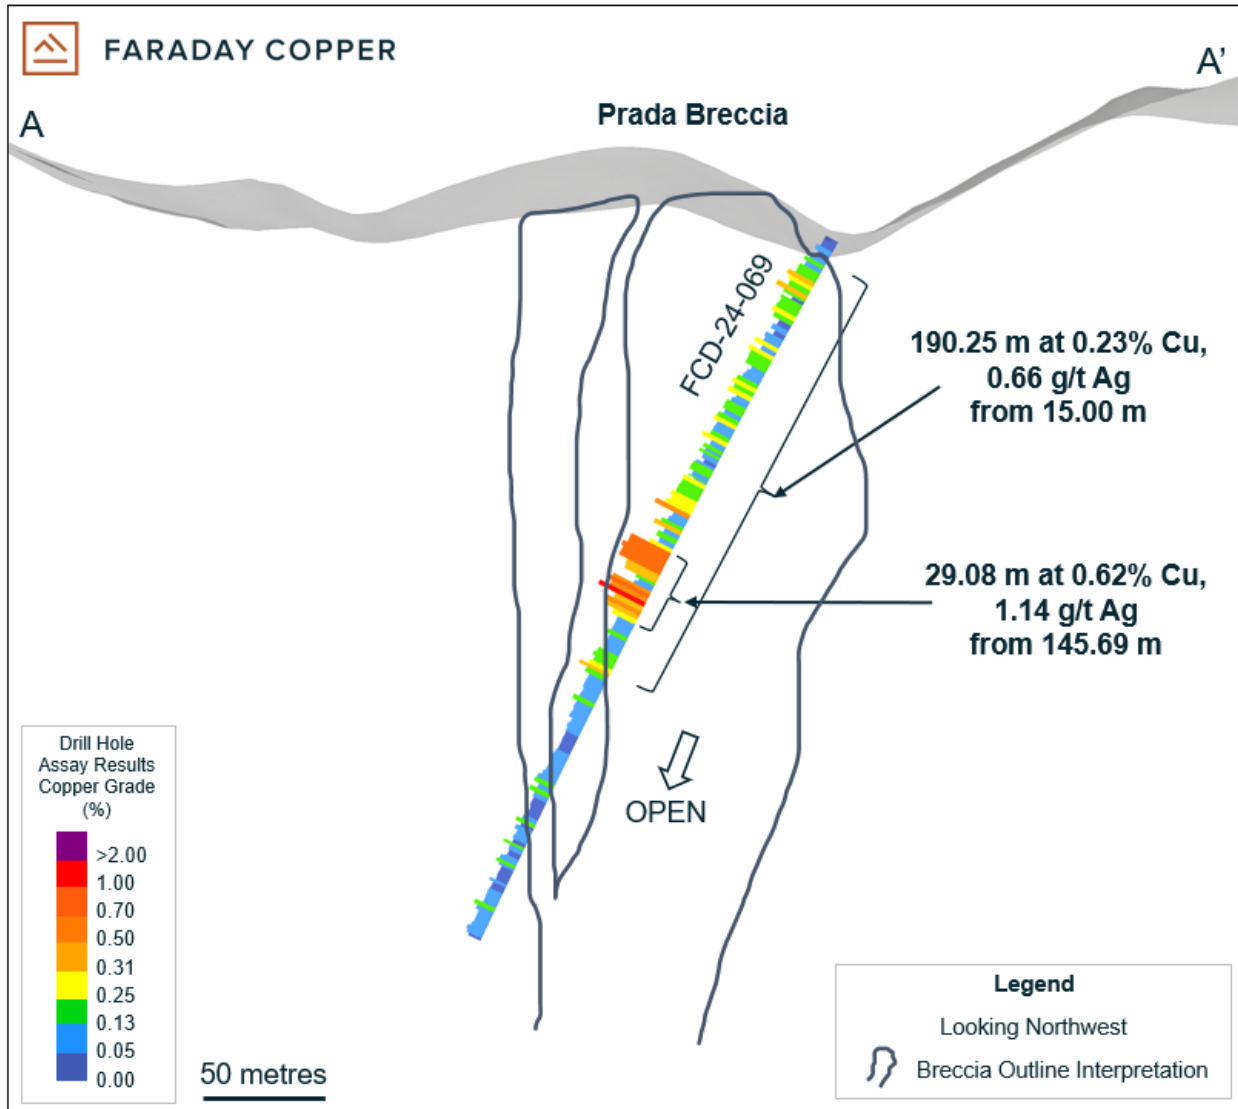 FARADAY COPPER
A
A'
Prada Breccia
FCD-24-069
190.25 m at 0.23% Cu,
0.66 g/t Ag
from 15.00 m
29.08 m at 0.62% Cu,
1.14 g/t Ag
from 145.69 m
OPEN
Drill Hole
Assay Results
Copper Grade
(%)
>2.00
1.00
0.70
0.50
0.31
0.25
0.13
0.05
0.00
50 metres
Legend
Looking Northwest
Breccia Outline Interpretation